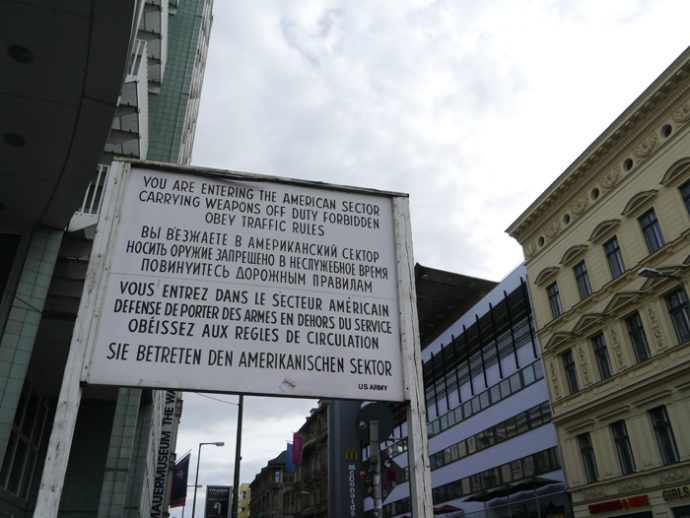 YOU ARE ENTERING THE AMERICAN SECTOR
CARRYING WEAPONS OFF DUTY FORBIDDEN
OBEY TRAFFIC RULES
ВЫ ВЪЕЗЖАЕТЕ В АМЕРИКАНСКИЙ СЕКТОР
НОСИТЬ ОРУЖИЕ ЗАПРЕЩЕНО В НЕСЛУЖЕБНОЕ ВРЕМЯ
ПОВИНУЙТЕСЬ ДОРОЖНЫМ ПРАВИЛАМ
VOUS ENTREZ DANS LE SECTEUR AMÉRICAIN
DEFENSE DE PORTER DES ARMES EN DEHORS DU SERVICE
OBÉISSEZ AUX REGLES DE CIRCULATION
SIE BETRETEN DEN AMERIKANISCHEN SEKTOR
US ARMY
McDonald's